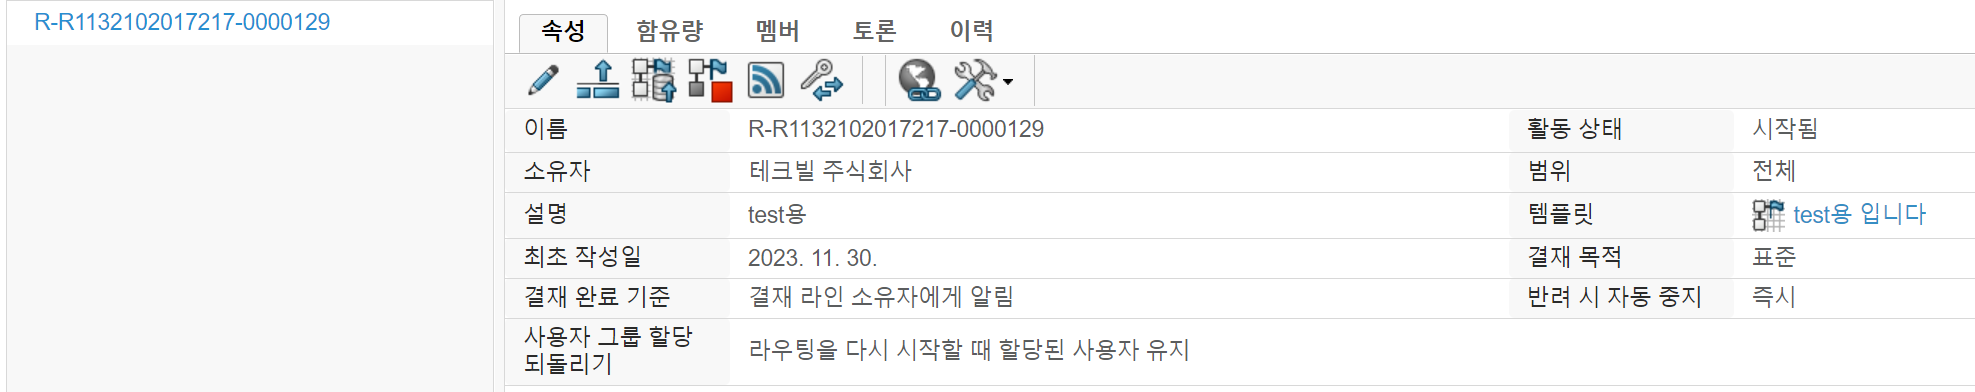 R-R1132102017217-0000129
속성 함유량 멤버 토론 이력
이름 R-R1132102017217-0000129 활동 상태 시작됨
소유자 테크빌 주식회사 범위 전체
설명 test용 템플릿 test용 입니다
최초 작성일 2023. 11. 30. 결재 목적 표준
결재 완료 기준 결재 라인 소유자에게 알림 반려 시 자동 중지 즉시
사용자 그룹 할당
되돌리기 라우팅을 다시 시작할 때 할당된 사용자 유지